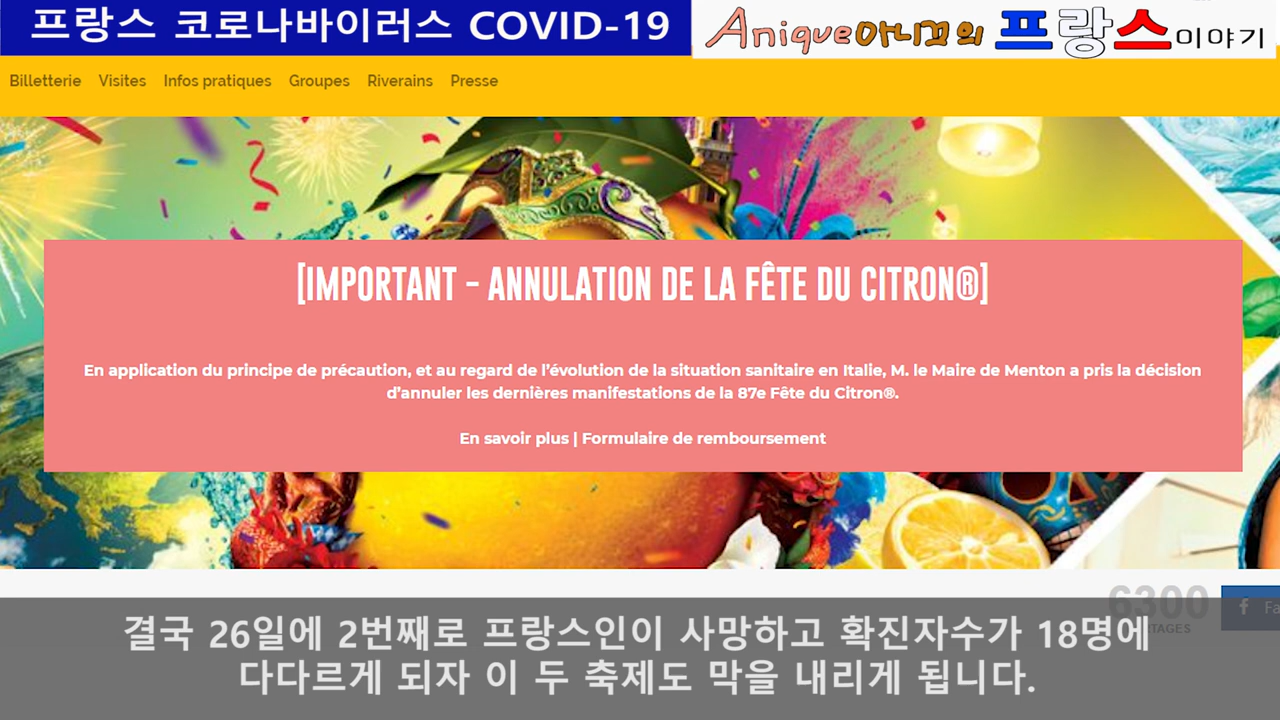 프랑스 코로나바이러스 COVID-19
Anique아니끄의 프랑스이야기
Billetterie Visites Infos pratiques Groupes Riverains Presse
[IMPORTANT - ANNULATION DE LA FÊTE DU CITRON®]
En application du principe de précaution, et au regard de l'évolution de la situation sanitaire en Italie, M. le Maire de Menton a pris la décision
d'annuler les dernières manifestations de la 87e Fête du Citron®.
En savoir plus | Formulaire de remboursement
6300
결국 26일에 2번째로 프랑스인이 사망하고 확진자수가 18명에
다다르게 되자 이 두 축제도 막을 내리게 됩니다.